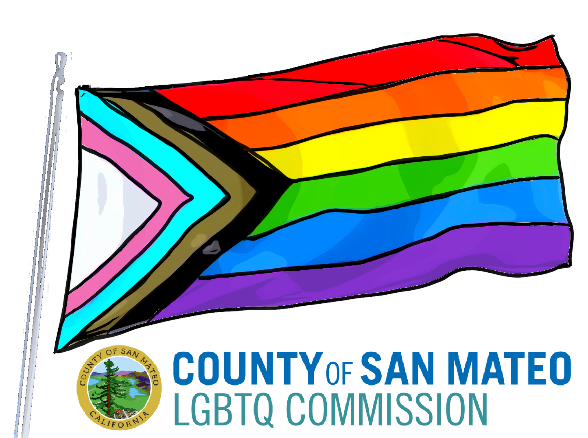 COUNTY OF SAN MATEO
CALIFORNIA
COUNTY OF SAN MATEO
LGBTQ COMMISSION